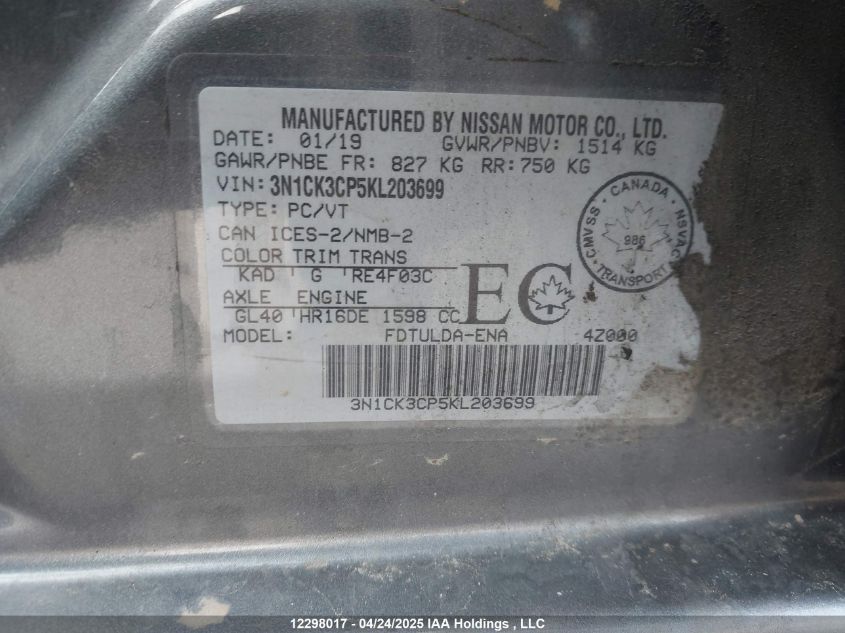 MANUFACTURED BY NISSAN MOTOR CO., LTD.
DATE: 01/19 GVWR/PNBV: 1514 KG
GAWR/PNBE FR: 827 KG RR:750 KG
VIN: 3N1CK3CP5KL203699
TYPE: PC/VT
CAN ICES-2/NMB-2
COLOR TRIM TRANS
KAD G RE4F03C
AXLE ENGINE
GL40 HR16DE 1598 CC
EC
MODEL: FDTULDA-ENA 4Z000
3N1CK3CP5KL203699
CMVSS CANADA NSVAC
986
TRANSPORT
12298017 - 04/24/2025 IAA Holdings , LLC